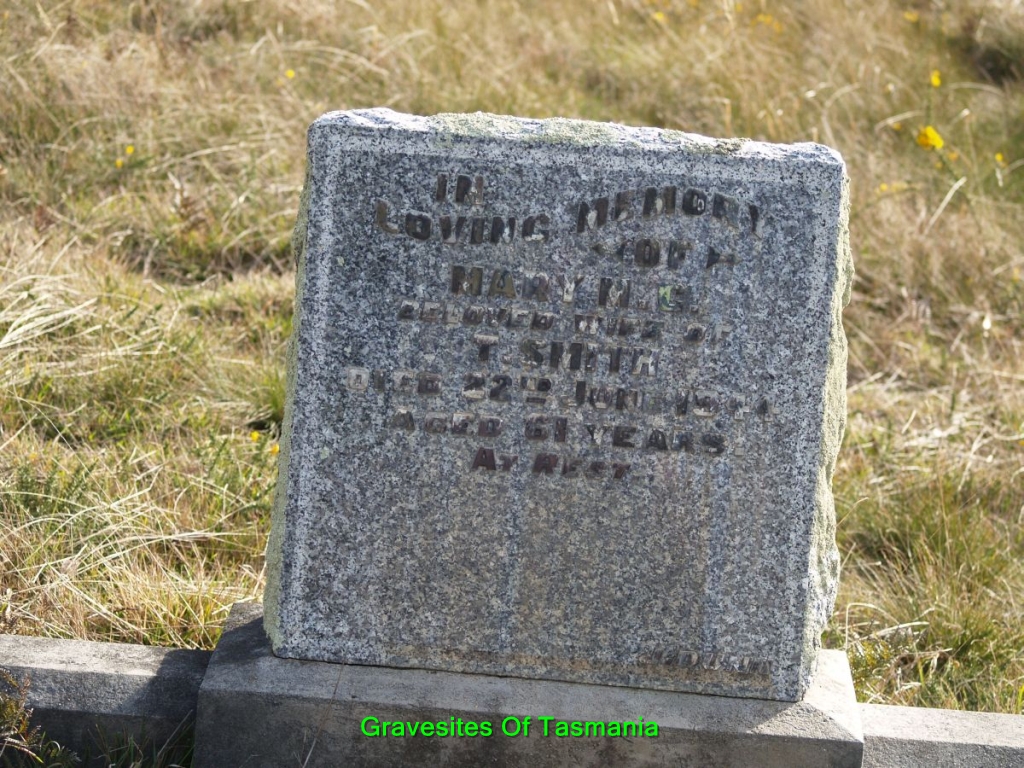 IN
LOVING MEMORY
OF
MARY M. C.
BELOVED WIFE OF
T. SMITH
DIED 22ND JUNE
AGED 61 YEARS
AT REST.
Gravesites Of Tasmania